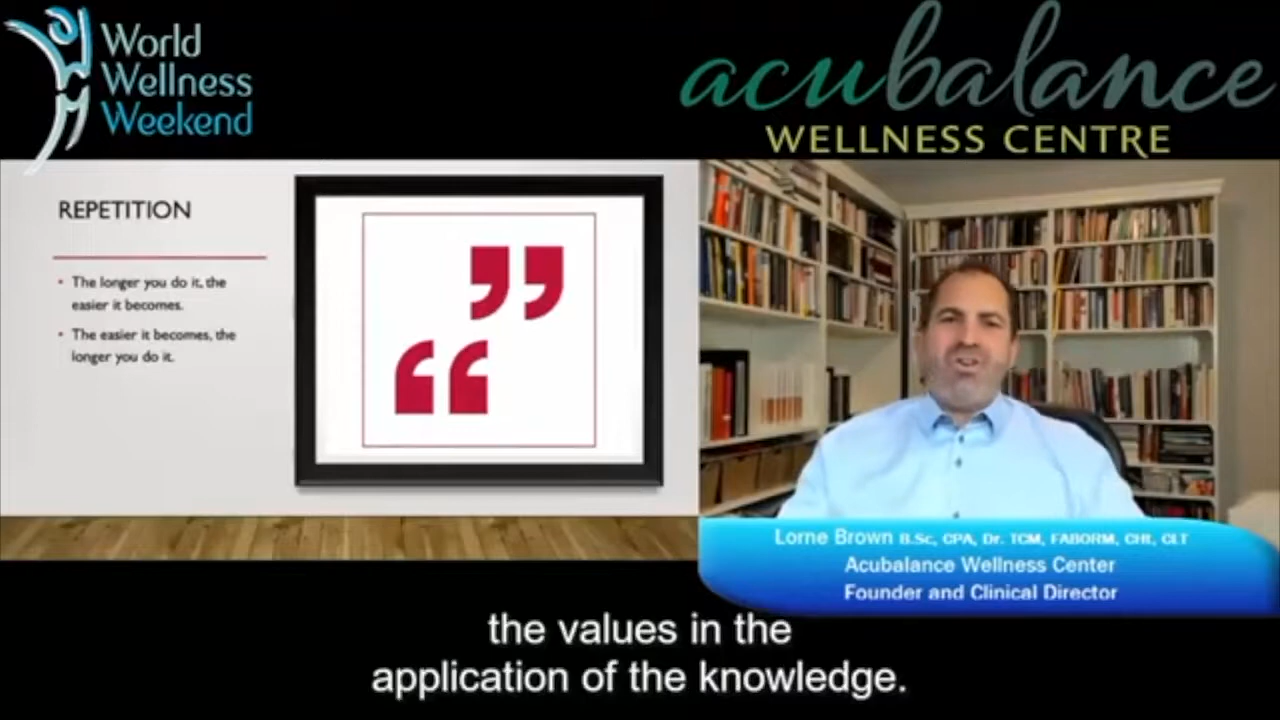 World
Wellness
Weekend
acubalance
WELLNESS CENTRE
REPETITION
• The longer you do it, the
easier it becomes.
• The easier it becomes, the
longer you do it.
Lorne Brown B.Sc, CPA, Dr. TCM, FABORM, CHt, CLT
Acubalance Wellness Center
Founder and Clinical Director
the values in the
application of the knowledge.